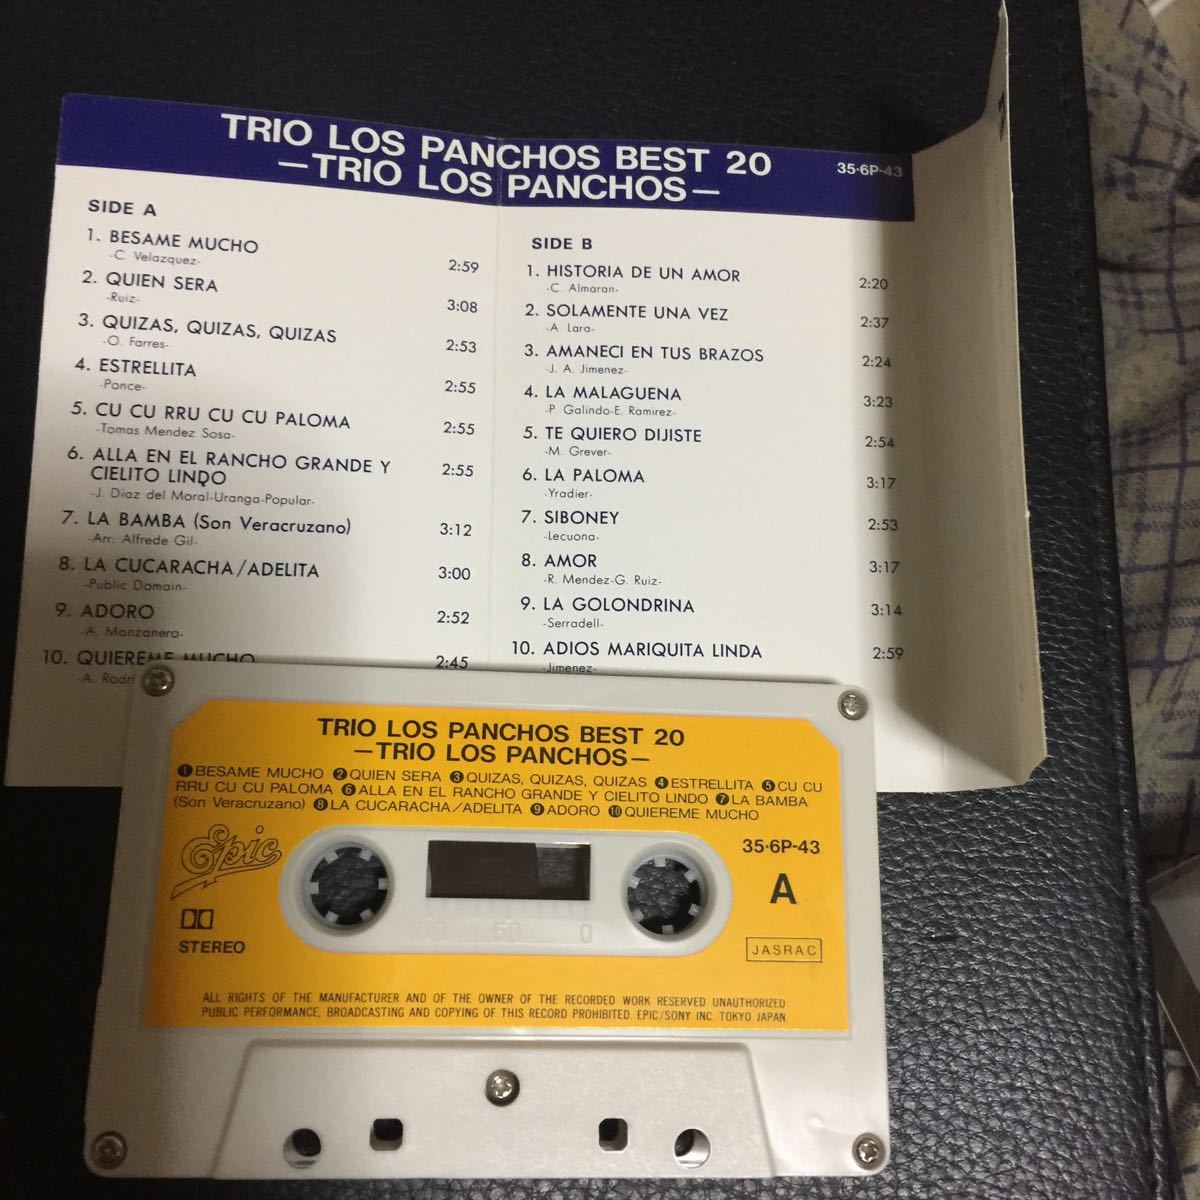 TRIO LOS PANCHOS BEST 20
—TRIO LOS PANCHOS—
35·6P-43
SIDE A
1. BESAME MUCHO 2:59
-C. Velazquez-
2. QUIEN SERA 3:08
-Ruiz-
3. QUIZAS, QUIZAS, QUIZAS 2:53
-O. Farres-
4. ESTRELLITA 2:55
-Ponce-
5. CU CU RRU CU CU PALOMA 2:55
-Tomas Mendez Sosa-
6. ALLA EN EL RANCHO GRANDE Y 2:55
CIELITO LINDO
-J. Diaz del Moral-Uranga-Popular-
7. LA BAMBA (Son Veracruzano) 3:12
-Arr: Alfrede Gil-
8. LA CUCARACHA/ADELITA 3:00
-Public Domain-
9. ADORO 2:52
-A. Manzanero-
10. QUIEREME MUCHO 2:45
-A. Rodri
SIDE B
1. HISTORIA DE UN AMOR 2:20
-C. Almaran-
2. SOLAMENTE UNA VEZ 2:37
-A. Lara-
3. AMANECI EN TUS BRAZOS 2:24
-J. A. Jimenez-
4. LA MALAGUENA 3:23
-P. Galindo-E. Ramirez-
5. TE QUIERO DIJISTE 2:54
-M. Grever-
6. LA PALOMA 3:17
-Yradier-
7. SIBONEY 2:53
-Lecuona-
8. AMOR 3:17
-R. Mendez-G. Ruiz-
9. LA GOLONDRINA 3:14
-Serradell-
10. ADIOS MARIQUITA LINDA 2:59
-Jimenez-
TRIO LOS PANCHOS BEST 20
—TRIO LOS PANCHOS—
❶BESAME MUCHO ❷QUIEN SERA ❸QUIZAS, QUIZAS, QUIZAS ❹ESTRELLITA ❺CU CU
RRU CU CU PALOMA ❻ALLA EN EL RANCHO GRANDE Y CIELITO LINDO ❼LA BAMBA
(Son Veracruzano) ❽LA CUCARACHA/ADELITA ❾ADORO ❿QUIEREME MUCHO
Epic
35·6P-43
A
STEREO
100 50 0
JASRAC
ALL RIGHTS OF THE MANUFACTURER AND OF THE OWNER OF THE RECORDED WORK RESERVED UNAUTHORIZED
PUBLIC PERFORMANCE, BROADCASTING AND COPYING OF THIS RECORD PROHIBITED. EPIC/SONY INC. TOKYO JAPAN